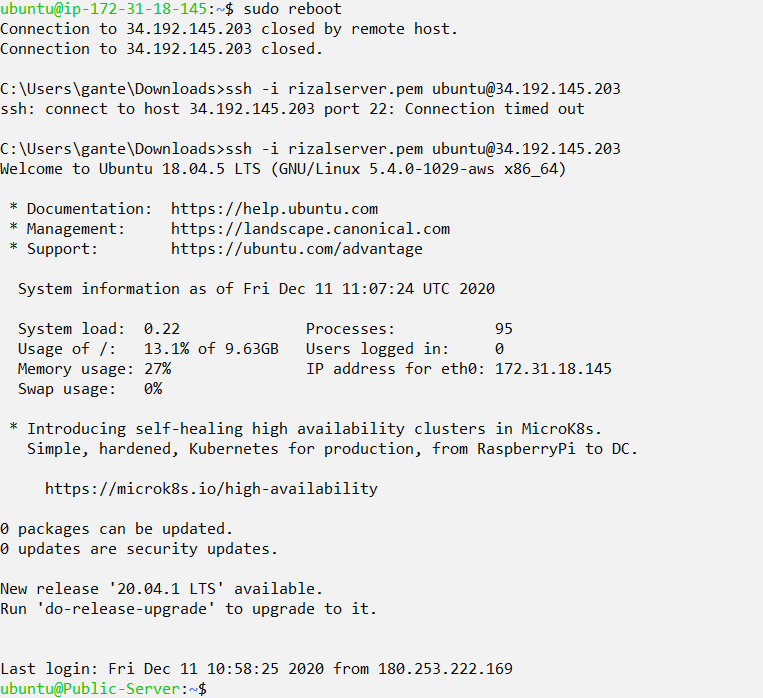 ubuntu@ip-172-31-18-145:~$ sudo reboot
Connection to 34.192.145.203 closed by remote host.
Connection to 34.192.145.203 closed.
C:\Users\gante\Downloads>ssh -i rizalserver.pem ubuntu@34.192.145.203
ssh: connect to host 34.192.145.203 port 22: Connection timed out
C:\Users\gante\Downloads>ssh -i rizalserver.pem ubuntu@34.192.145.203
Welcome to Ubuntu 18.04.5 LTS (GNU/Linux 5.4.0-1029-aws x86_64)
* Documentation:  https://help.ubuntu.com
* Management:     https://landscape.canonical.com
* Support:        https://ubuntu.com/advantage
System information as of Fri Dec 11 11:07:24 UTC 2020
System load:  0.22              Processes:           95
Usage of /:   13.1% of 9.63GB   Users logged in:     0
Memory usage: 27%               IP address for eth0: 172.31.18.145
Swap usage:   0%
* Introducing self-healing high availability clusters in MicroK8s.
Simple, hardened, Kubernetes for production, from RaspberryPi to DC.
https://microk8s.io/high-availability
0 packages can be updated.
0 updates are security updates.
New release '20.04.1 LTS' available.
Run 'do-release-upgrade' to upgrade to it.
Last login: Fri Dec 11 10:58:25 2020 from 180.253.222.169
ubuntu@Public-Server:~$